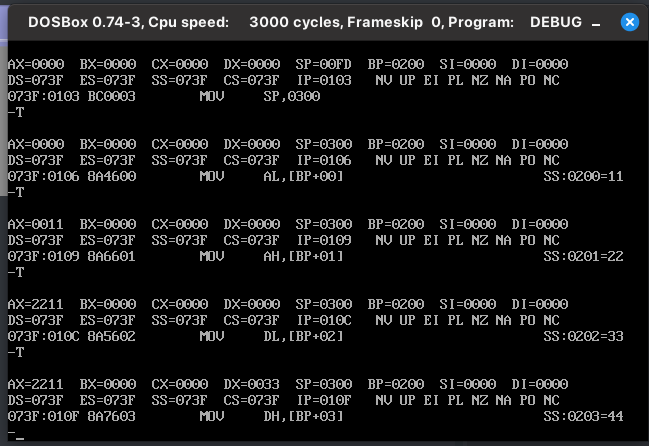 DOSBox 0.74-3, Cpu speed: 3000 cycles, Frameskip 0, Program: DEBUG
AX=0000 BX=0000 CX=0000 DX=0000 SP=00FD BP=0200 SI=0000 DI=0000
DS=073F ES=073F SS=073F CS=073F IP=0103 NV UP EI PL NZ NA PO NC
073F:0103 BC0003 MOV SP,0300
-T
AX=0000 BX=0000 CX=0000 DX=0000 SP=0300 BP=0200 SI=0000 DI=0000
DS=073F ES=073F SS=073F CS=073F IP=0106 NV UP EI PL NZ NA PO NC
073F:0106 8A4600 MOV AL,[BP+00] SS:0200=11
-T
AX=0011 BX=0000 CX=0000 DX=0000 SP=0300 BP=0200 SI=0000 DI=0000
DS=073F ES=073F SS=073F CS=073F IP=0109 NV UP EI PL NZ NA PO NC
073F:0109 8A6601 MOV AH,[BP+01] SS:0201=22
-T
AX=2211 BX=0000 CX=0000 DX=0000 SP=0300 BP=0200 SI=0000 DI=0000
DS=073F ES=073F SS=073F CS=073F IP=010C NV UP EI PL NZ NA PO NC
073F:010C 8A5602 MOV DL,[BP+02] SS:0202=33
-T
AX=2211 BX=0000 CX=0000 DX=0033 SP=0300 BP=0200 SI=0000 DI=0000
DS=073F ES=073F SS=073F CS=073F IP=010F NV UP EI PL NZ NA PO NC
073F:010F 8A7603 MOV DH,[BP+03] SS:0203=44
-_